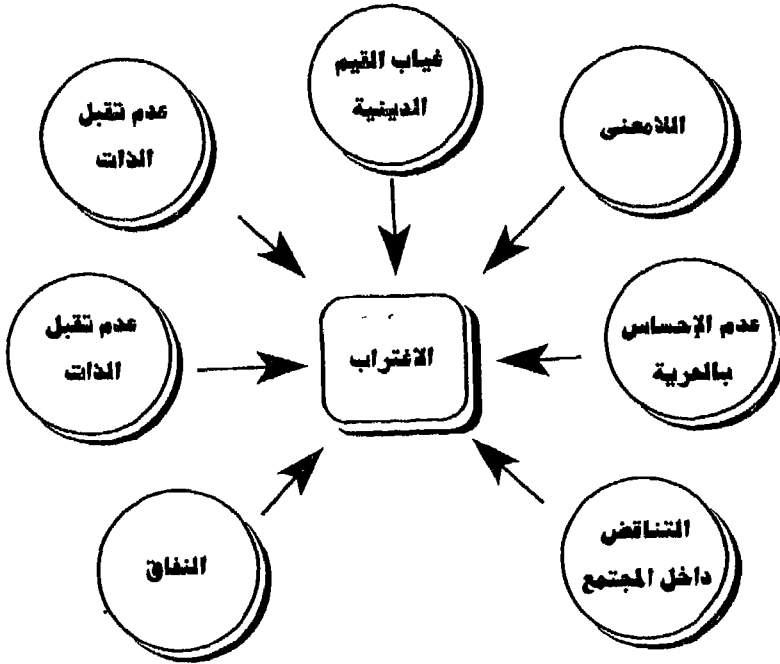 غياب القيم
الدينية
اللامعنى
عدم الإحساس
بالحرية
التناقض
داخل المجتمع
النفاق
عدم تقبل
الذات
عدم تقبل
الذات
الاغتراب